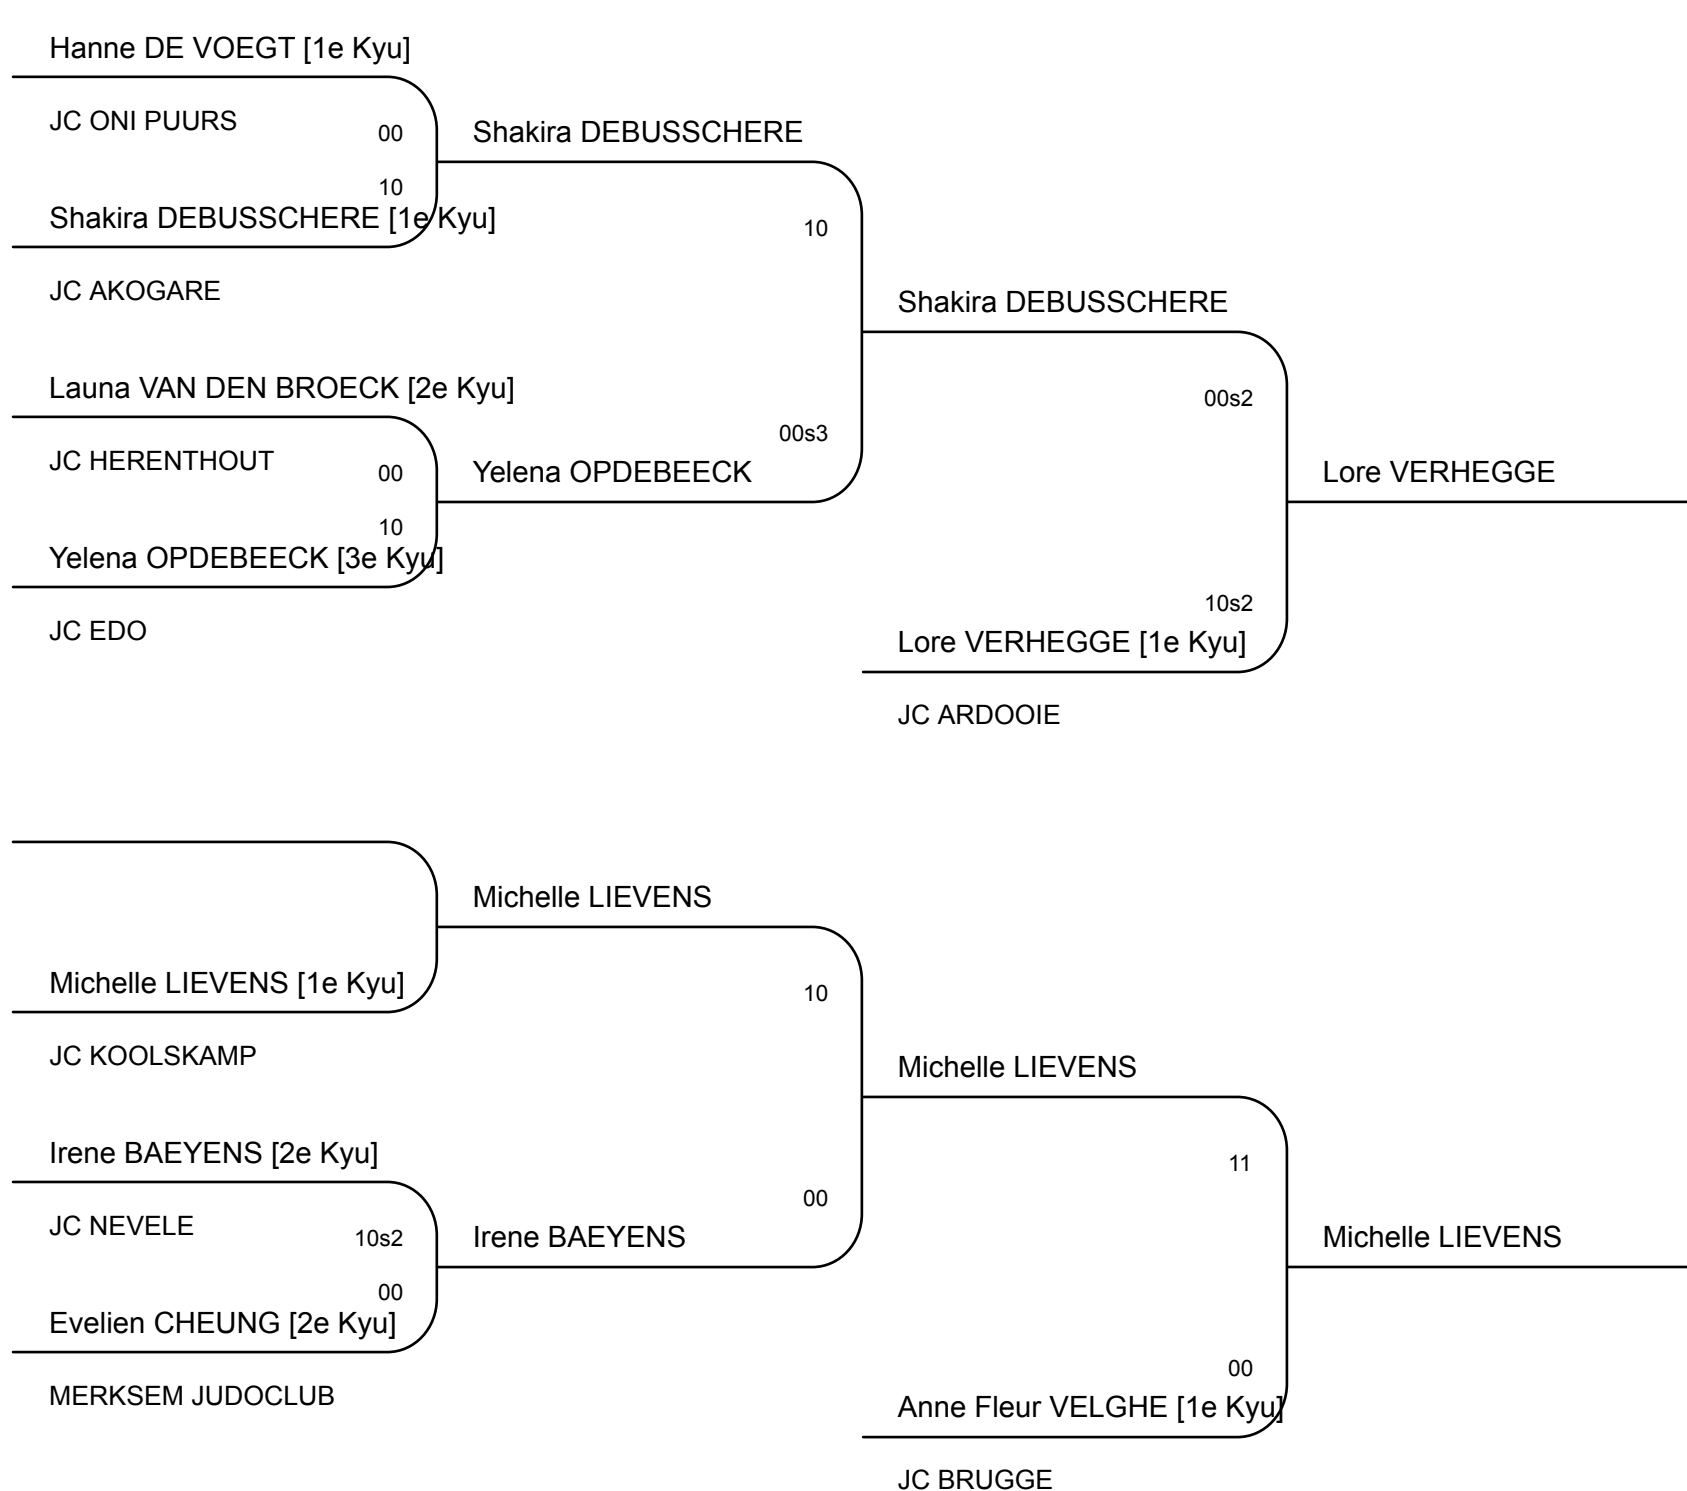 Hanne DE VOEGT [1e Kyu]
JC ONI PUURS
00
Shakira DEBUSSCHERE
10
Shakira DEBUSSCHERE [1e Kyu]
10
JC AKOGARE
Shakira DEBUSSCHERE
Launa VAN DEN BROECK [2e Kyu]
00s2
00s3
JC HERENTHOUT
00
Yelena OPDEBEECK
Lore VERHEGGE
10
Yelena OPDEBEECK [3e Kyu]
10s2
JC EDO
Lore VERHEGGE [1e Kyu]
JC ARDOOIE
Michelle LIEVENS
Michelle LIEVENS [1e Kyu]
10
JC KOOLSKAMP
Michelle LIEVENS
Irene BAEYENS [2e Kyu]
11
00
JC NEVELE
10s2
Irene BAEYENS
Michelle LIEVENS
00
Evelien CHEUNG [2e Kyu]
00
MERKSEM JUDOCLUB
Anne Fleur VELGHE [1e Kyu]
JC BRUGGE